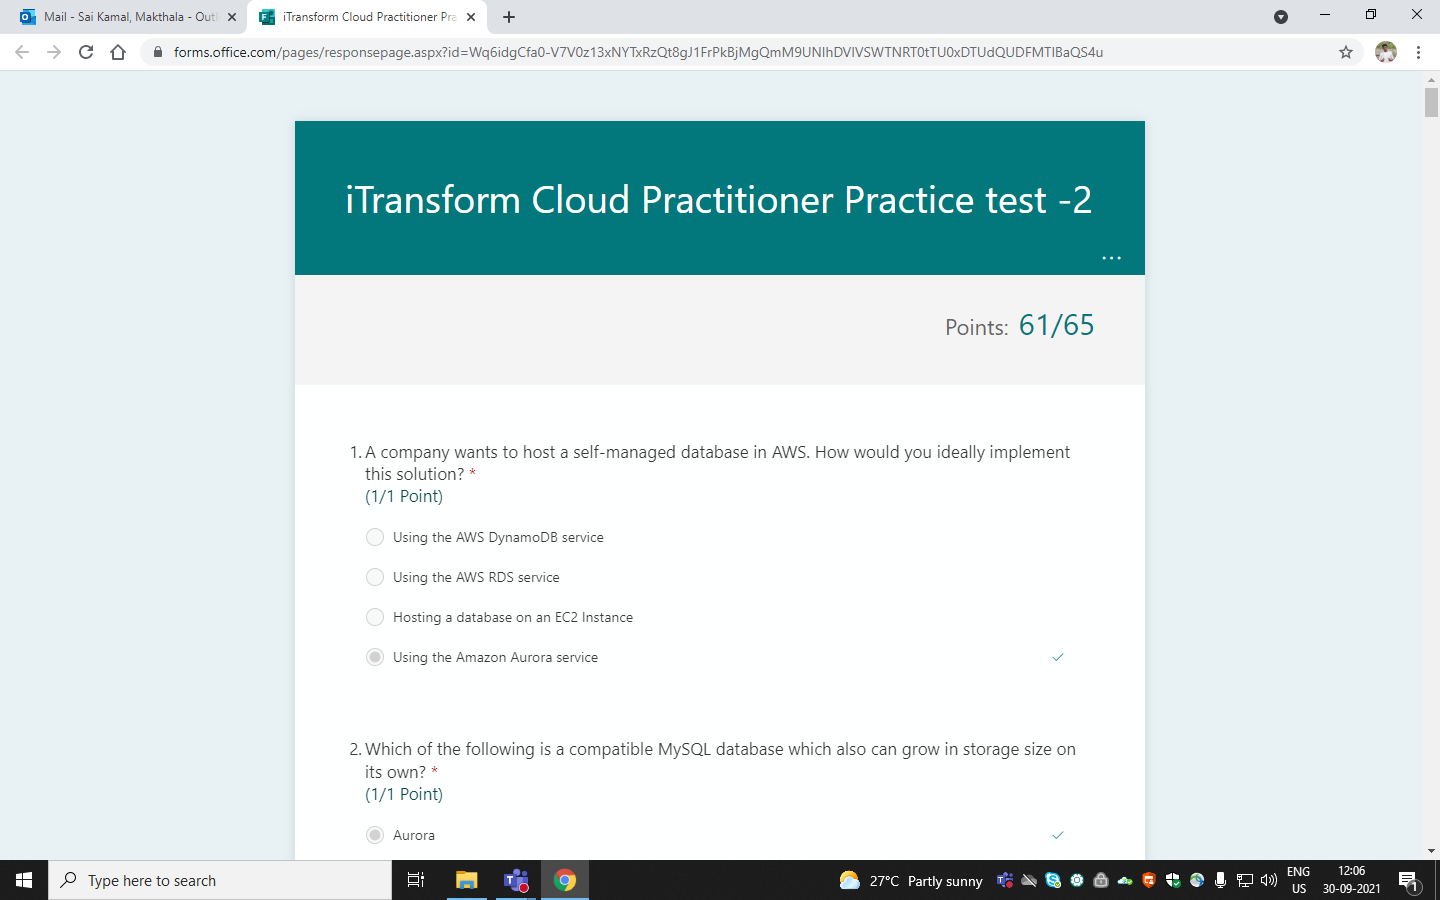 Mail - Sai Kamal, Makthala - Outl
iTransform Cloud Practitioner Pra
forms.office.com/pages/responsepage.aspx?id=Wq6idgCfa0-V7V0z13xNYTxRzQt8gJ1FrPkBjMgQmM9UNlhDVlVSWTNRT0tTU0xDTUdQUDFMTlBaQS4u
iTransform Cloud Practitioner Practice test -2
...
Points: 61/65
1. A company wants to host a self-managed database in AWS. How would you ideally implement
this solution? *
(1/1 Point)
Using the AWS DynamoDB service
Using the AWS RDS service
Hosting a database on an EC2 Instance
Using the Amazon Aurora service
2. Which of the following is a compatible MySQL database which also can grow in storage size on
its own? *
(1/1 Point)
Aurora
Type here to search
27°C Partly sunny
ENG
US
12:06
30-09-2021
1